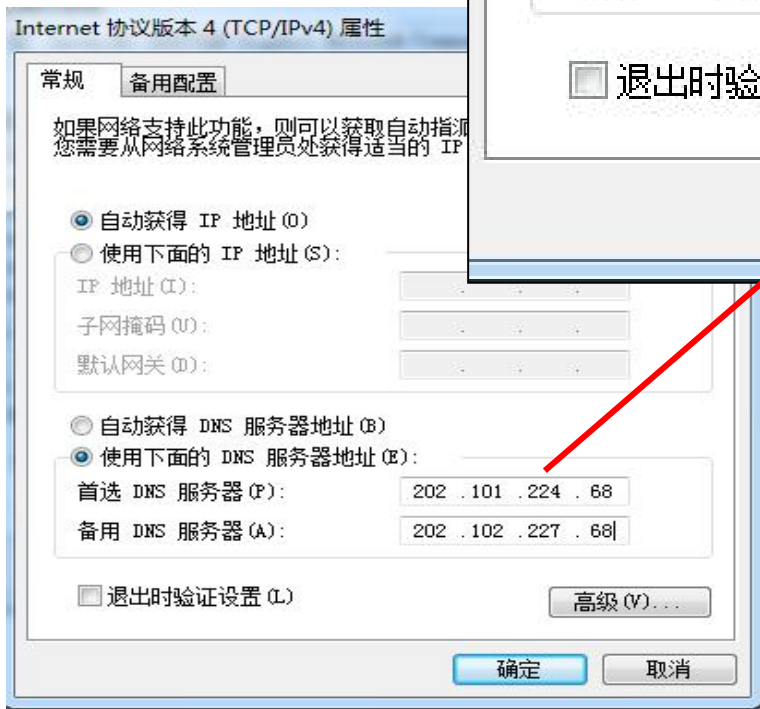 Internet 协议版本 4 (TCP/IPv4) 属性
退出时验
常规 备用配置
如果网络支持此功能，则可以获取自动指派
您需要从网络系统管理员处获得适当的 IP
自动获得 IP 地址(O)
使用下面的 IP 地址(S):
IP 地址(I):
子网掩码(U):
默认网关(D):
自动获得 DNS 服务器地址(B)
使用下面的 DNS 服务器地址(E):
首选 DNS 服务器(P): 202 .101 .224 . 68
备用 DNS 服务器(A): 202 .102 .227 . 68
退出时验证设置(L)
高级(V)...
确定 取消